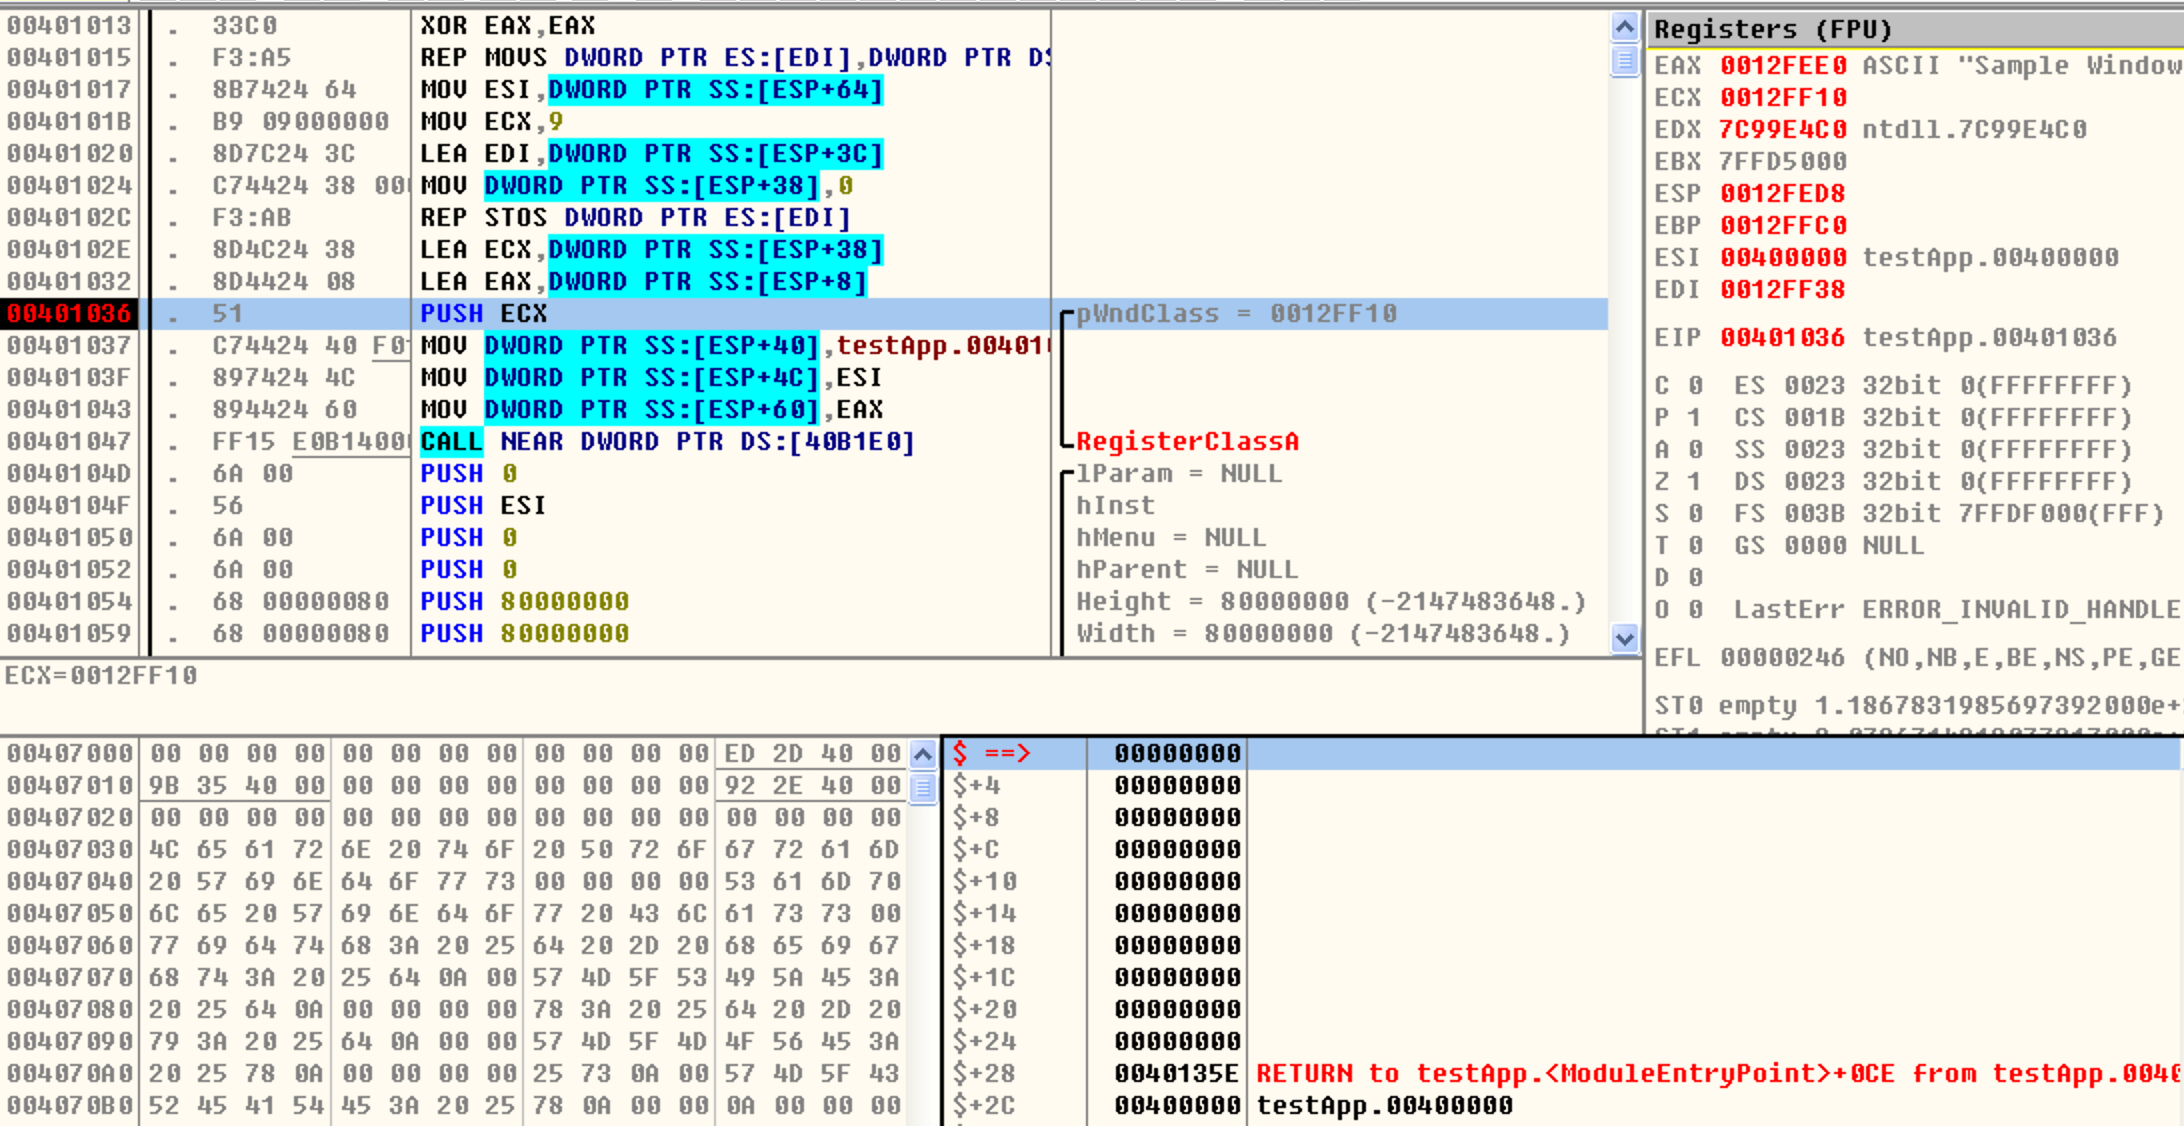 00401013 . 33C0 XOR EAX,EAX
00401015 . F3:A5 REP MOVS DWORD PTR ES:[EDI],DWORD PTR DS
00401017 . 8B7424 64 MOV ESI,DWORD PTR SS:[ESP+64]
0040101B . B9 09000000 MOV ECX,9
00401020 . 8D7C24 3C LEA EDI,DWORD PTR SS:[ESP+3C]
00401024 . C74424 38 00 MOV DWORD PTR SS:[ESP+38],0
0040102C . F3:AB REP STOS DWORD PTR ES:[EDI]
0040102E . 8D4C24 38 LEA ECX,DWORD PTR SS:[ESP+38]
00401032 . 8D4424 08 LEA EAX,DWORD PTR SS:[ESP+8]
00401036 . 51 PUSH ECX pWndClass = 0012FF10
00401037 . C74424 40 F0 MOV DWORD PTR SS:[ESP+40],testApp.00401
0040103F . 897424 4C MOV DWORD PTR SS:[ESP+4C],ESI
00401043 . 894424 60 MOV DWORD PTR SS:[ESP+60],EAX
00401047 . FF15 E0B1400 CALL NEAR DWORD PTR DS:[40B1E0] RegisterClassA
0040104D . 6A 00 PUSH 0 lParam = NULL
0040104F . 56 PUSH ESI hInst
00401050 . 6A 00 PUSH 0 hMenu = NULL
00401052 . 6A 00 PUSH 0 hParent = NULL
00401054 . 68 00000080 PUSH 80000000 Height = 80000000 (-2147483648.)
00401059 . 68 00000080 PUSH 80000000 Width = 80000000 (-2147483648.)
ECX=0012FF10
Registers (FPU)
EAX 0012FEE0 ASCII "Sample Window
ECX 0012FF10
EDX 7C99E4C0 ntdll.7C99E4C0
EBX 7FFD5000
ESP 0012FED8
EBP 0012FFC0
ESI 00400000 testApp.00400000
EDI 0012FF38
EIP 00401036 testApp.00401036
C 0 ES 0023 32bit 0(FFFFFFFF)
P 1 CS 001B 32bit 0(FFFFFFFF)
A 0 SS 0023 32bit 0(FFFFFFFF)
Z 1 DS 0023 32bit 0(FFFFFFFF)
S 0 FS 003B 32bit 7FFDF000(FFF)
T 0 GS 0000 NULL
D 0
O 0 LastErr ERROR_INVALID_HANDLE
EFL 00000246 (NO,NB,E,BE,NS,PE,GE
ST0 empty 1.1867831985697392000e+
00407000 00 00 00 00 00 00 00 00 00 00 00 00 ED 2D 40 00
00407010 9B 35 40 00 00 00 00 00 00 00 00 00 92 2E 40 00
00407020 00 00 00 00 00 00 00 00 00 00 00 00 00 00 00 00
00407030 4C 65 61 72 6E 20 74 6F 20 50 72 6F 67 72 61 6D
00407040 20 57 69 6E 64 6F 77 73 00 00 00 00 53 61 6D 70
00407050 6C 65 20 57 69 6E 64 6F 77 20 43 6C 61 73 73 00
00407060 77 69 64 74 68 3A 20 25 64 20 2D 20 68 65 69 67
00407070 68 74 3A 20 25 64 0A 00 57 4D 5F 53 49 5A 45 3A
00407080 20 25 64 0A 00 00 00 00 78 3A 20 25 64 20 2D 20
00407090 79 3A 20 25 64 0A 00 00 57 4D 5F 4D 4F 56 45 3A
004070A0 20 25 78 0A 00 00 00 00 25 73 0A 00 57 4D 5F 43
004070B0 52 45 41 54 45 3A 20 25 78 0A 00 00 0A 00 00 00
$ ==> 00000000
$+4 00000000
$+8 00000000
$+C 00000000
$+10 00000000
$+14 00000000
$+18 00000000
$+1C 00000000
$+20 00000000
$+24 00000000
$+28 0040135E RETURN to testApp.<ModuleEntryPoint>+0CE from testApp.0040
$+2C 00400000 testApp.00400000